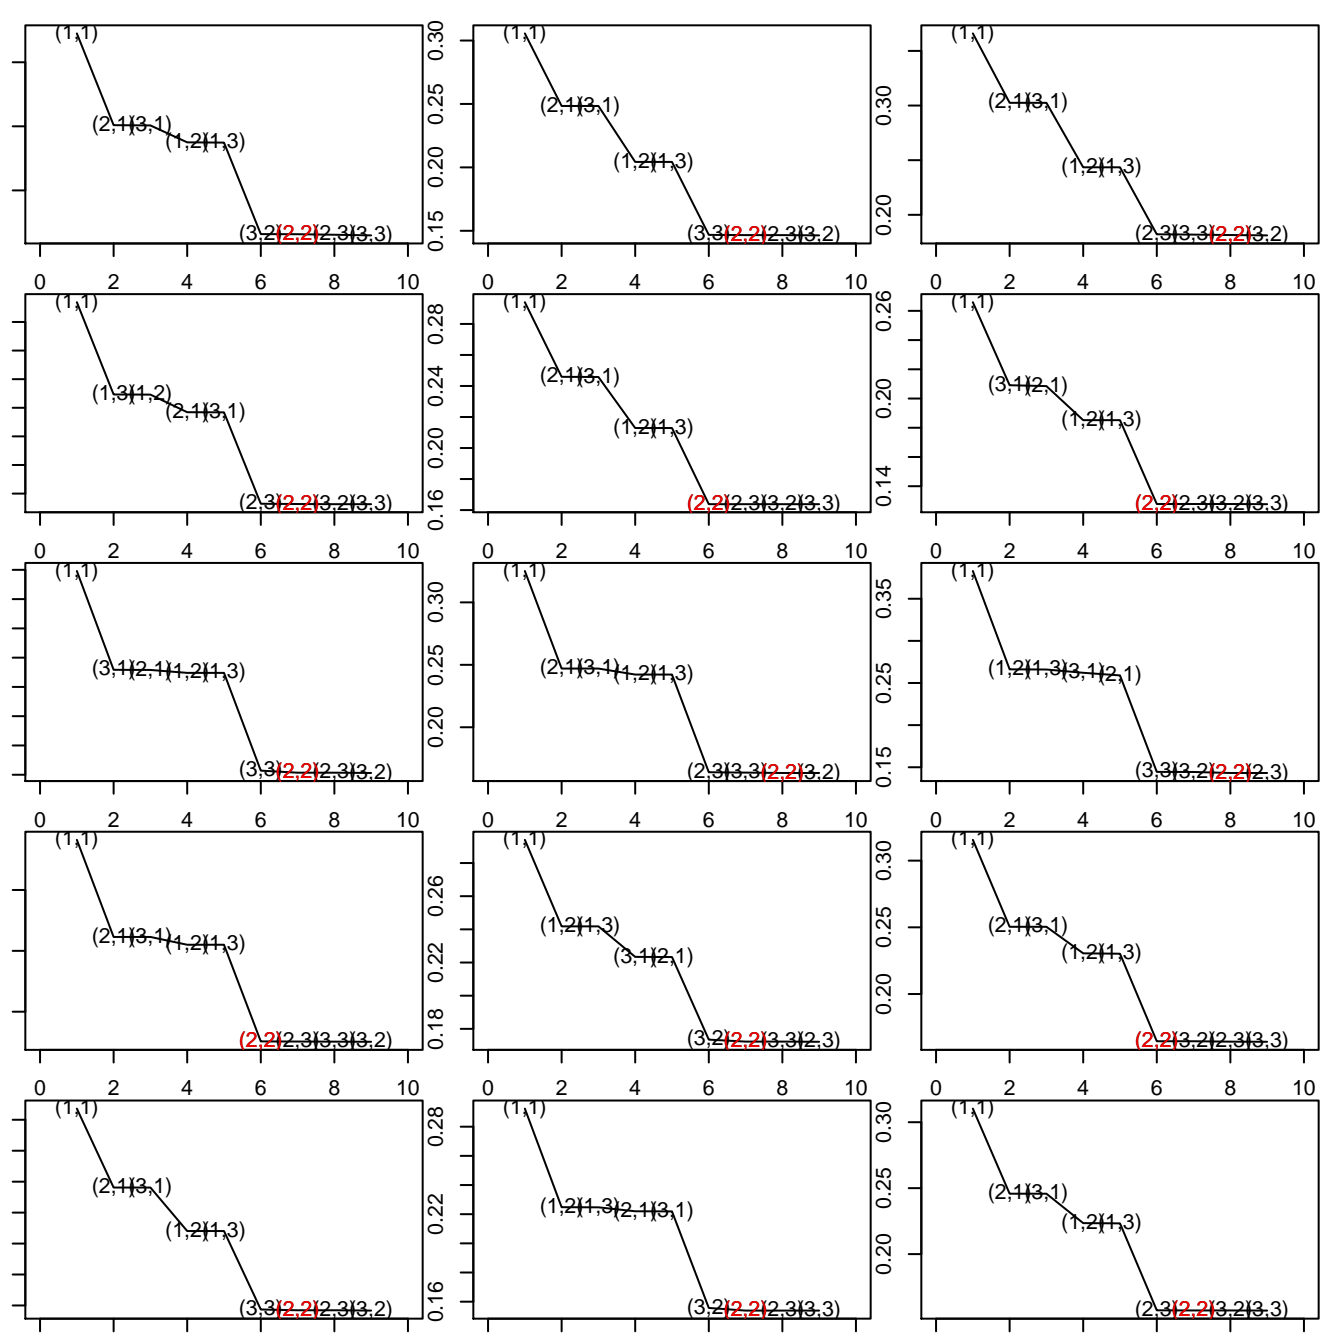 (1,1) (2,1) (3,1) (1,2) (1,3) (3,2) (2,2) (2,3) (3,3)
0 2 4 6 8 10
0.15 0.20 0.25 0.30
(1,1) (2,1) (3,1) (1,2) (1,3) (3,3) (2,2) (2,3) (3,2)
0 2 4 6 8 10
0.20 0.30
(1,1) (2,1) (3,1) (1,2) (1,3) (2,3) (3,3) (2,2) (3,2)
0 2 4 6 8 10
(1,1) (1,3) (1,2) (2,1) (3,1) (2,3) (2,2) (3,2) (3,3)
0 2 4 6 8 10
0.16 0.20 0.24 0.28
(1,1) (2,1) (3,1) (1,2) (1,3) (2,2) (2,3) (3,2) (3,3)
0 2 4 6 8 10
0.14 0.20 0.26
(1,1) (3,1) (2,1) (1,2) (1,3) (2,2) (2,3) (3,2) (3,3)
0 2 4 6 8 10
(1,1) (3,1) (2,1) (1,2) (1,3) (3,3) (2,2) (2,3) (3,2)
0 2 4 6 8 10
0.20 0.25 0.30
(1,1) (2,1) (3,1) (1,2) (1,3) (2,3) (3,3) (2,2) (3,2)
0 2 4 6 8 10
0.15 0.25 0.35
(1,1) (1,2) (1,3) (3,1) (2,1) (3,3) (3,2) (2,2) (2,3)
0 2 4 6 8 10
(1,1) (2,1) (3,1) (1,2) (1,3) (2,2) (2,3) (3,3) (3,2)
0 2 4 6 8 10
0.18 0.22 0.26
(1,1) (1,2) (1,3) (3,1) (2,1) (3,2) (2,2) (3,3) (2,3)
0 2 4 6 8 10
0.20 0.25 0.30
(1,1) (2,1) (3,1) (1,2) (1,3) (2,2) (3,2) (2,3) (3,3)
0 2 4 6 8 10
(1,1) (2,1) (3,1) (1,2) (1,3) (3,3) (2,2) (2,3) (3,2)
0.16 0.22 0.28
(1,1) (1,2) (1,3) (2,1) (3,1) (3,2) (2,2) (2,3) (3,3)
0.20 0.25 0.30
(1,1) (2,1) (3,1) (1,2) (1,3) (2,3) (2,2) (3,2) (3,3)